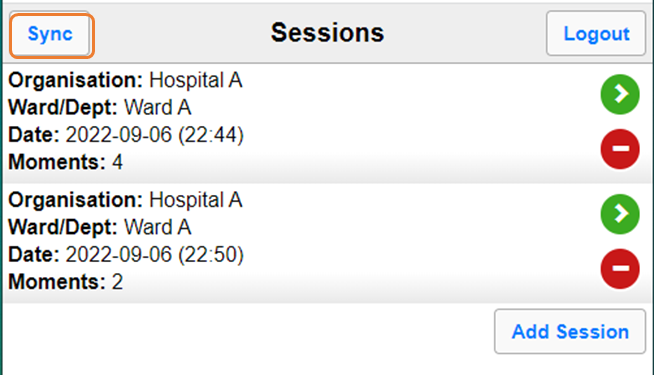 Sync Sessions Logout
Organisation: Hospital A
Ward/Dept: Ward A
Date: 2022-09-06 (22:44)
Moments: 4
Organisation: Hospital A
Ward/Dept: Ward A
Date: 2022-09-06 (22:50)
Moments: 2
Add Session